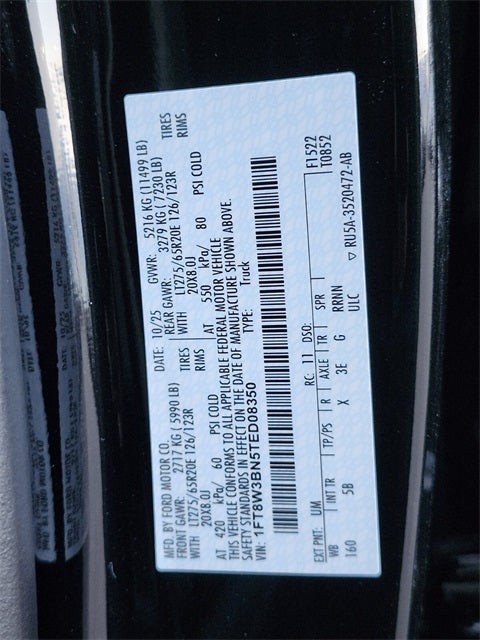 MFD. BY FORD MOTOR CO.
DATE: 10/25 GVWR: 5216 KG (11499 LB)
FRONT GAWR: 2717 KG (5990 LB)
REAR GAWR: 3279 KG (7230 LB)
WITH LT275/65R20E 126/123R TIRES
WITH LT275/65R20E 126/123R TIRES
20X8.0J RIMS
20X8.0J RIMS
AT 420 kPa/ 60 PSI COLD
AT 550 kPa/ 80 PSI COLD
THIS VEHICLE CONFORMS TO ALL APPLICABLE FEDERAL MOTOR VEHICLE
SAFETY STANDARDS IN EFFECT ON THE DATE OF MANUFACTURE SHOWN ABOVE.
VIN: 1FT8W3BN5TED08350
TYPE: Truck
F1522
T0852
EXT PNT: UM RC: 11 DSO:
WB INT TR TP/PS R AXLE TR SPR
160 5B X 3E G RRNN
ULC
▽ RU5A-3520472-AB